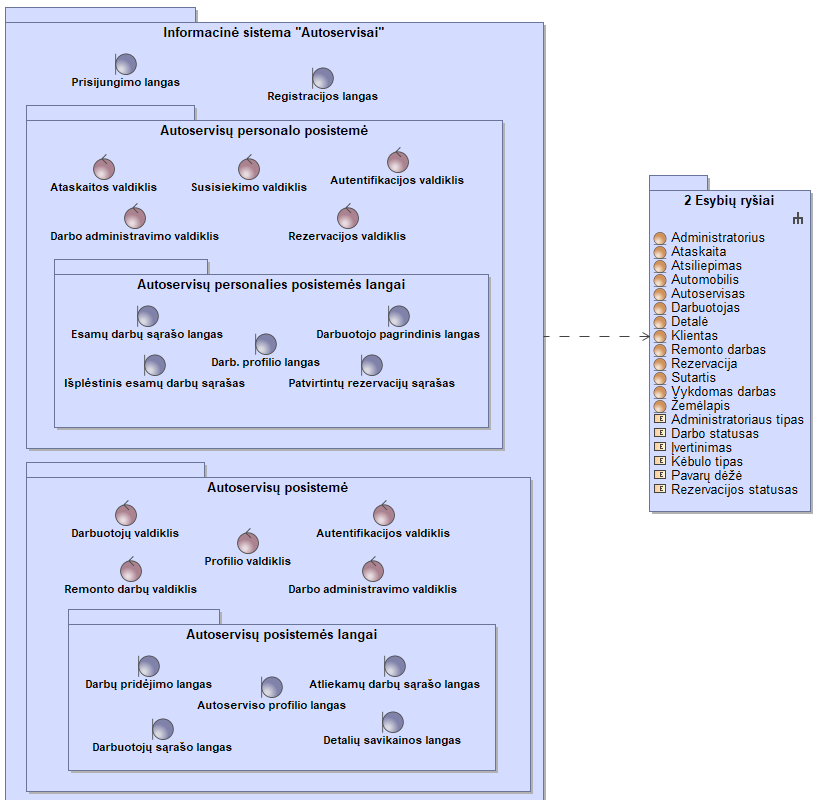 Informacinė sistema "Autoservisai"
Prisijungimo langas
Registracijos langas
Autoservisų personalo posistemė
Ataskaitos valdiklis
Susisiekimo valdiklis
Autentifikacijos valdiklis
Darbo administravimo valdiklis
Rezervacijos valdiklis
Autoservisų personalies posistemės langai
Esamų darbų sąrašo langas
Darbuotojo pagrindinis langas
Darb. profilio langas
Išplėstinis esamų darbų sąrašas
Patvirtintų rezervacijų sąrašas
Autoservisų posistemė
Darbuotojų valdiklis
Autentifikacijos valdiklis
Profilio valdiklis
Remonto darbų valdiklis
Darbo administravimo valdiklis
Autoservisų posistemės langai
Darbų pridėjimo langas
Atliekamų darbų sąrašo langas
Autoserviso profilio langas
Darbuotojų sąrašo langas
Detalių savikainos langas
2 Esybių ryšiai
Administratorius
Ataskaita
Atsiliepimas
Automobilis
Autoservisas
Darbuotojas
Detalė
Klientas
Remonto darbas
Rezervacija
Sutartis
Vykdomas darbas
Žemėlapis
Administratoriaus tipas
Darbo statusas
Įvertinimas
Kėbulo tipas
Pavarų dėžė
Rezervacijos statusas